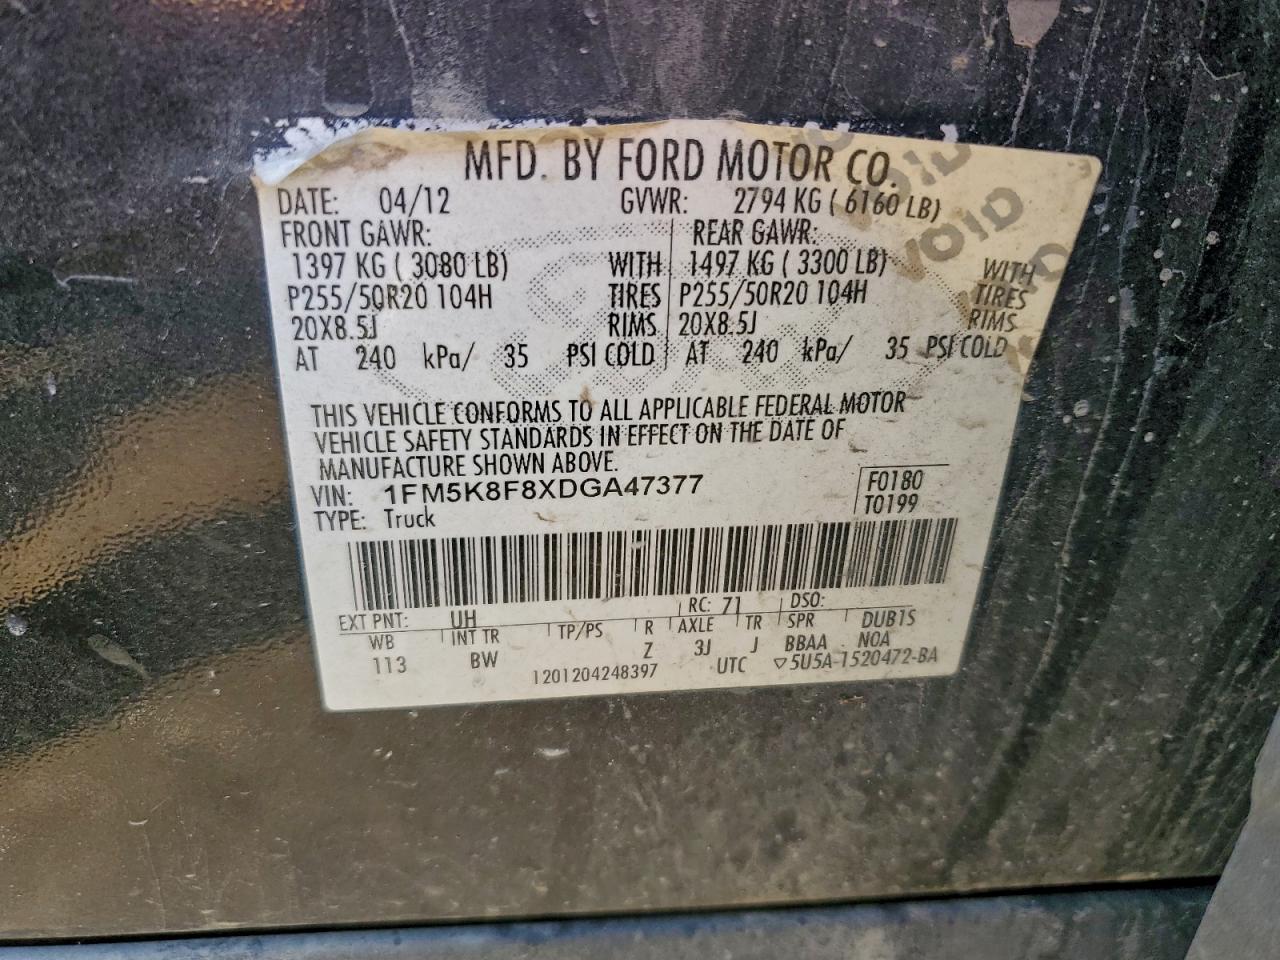 MFD. BY FORD MOTOR CO.
DATE: 04/12 GVWR: 2794 KG ( 6160 LB)
FRONT GAWR: REAR GAWR:
1397 KG ( 3080 LB) WITH 1497 KG ( 3300 LB) WITH
P255/50R20 104H TIRES P255/50R20 104H TIRES
20X8.5J RIMS 20X8.5J RIMS
AT 240 kPa/ 35 PSI COLD AT 240 kPa/ 35 PSI COLD
VOID
VOID
THIS VEHICLE CONFORMS TO ALL APPLICABLE FEDERAL MOTOR
VEHICLE SAFETY STANDARDS IN EFFECT ON THE DATE OF
MANUFACTURE SHOWN ABOVE.
VIN: 1FM5K8F8XDGA47377 F0180
TYPE: Truck T0199
EXT PNT: UH RC: 71 DSO:
WB INT TR TP/PS R AXLE TR SPR DUB1S
113 BW Z 3J J BBAA NOA
1201204248397 UTC ▽5U5A-1520472-BA